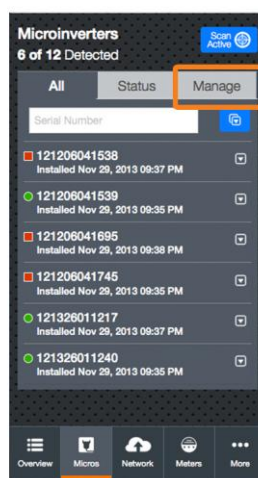 Microinverters
6 of 12 Detected
Scan
Active
All
Status
Manage
Serial Number
121206041538
Installed Nov 29, 2013 09:37 PM
121206041539
Installed Nov 29, 2013 09:35 PM
121206041695
Installed Nov 29, 2013 09:38 PM
121206041745
Installed Nov 29, 2013 09:35 PM
121326011217
Installed Nov 29, 2013 09:37 PM
121326011240
Installed Nov 29, 2013 09:35 PM
Overview
Micros
Network
Meters
More